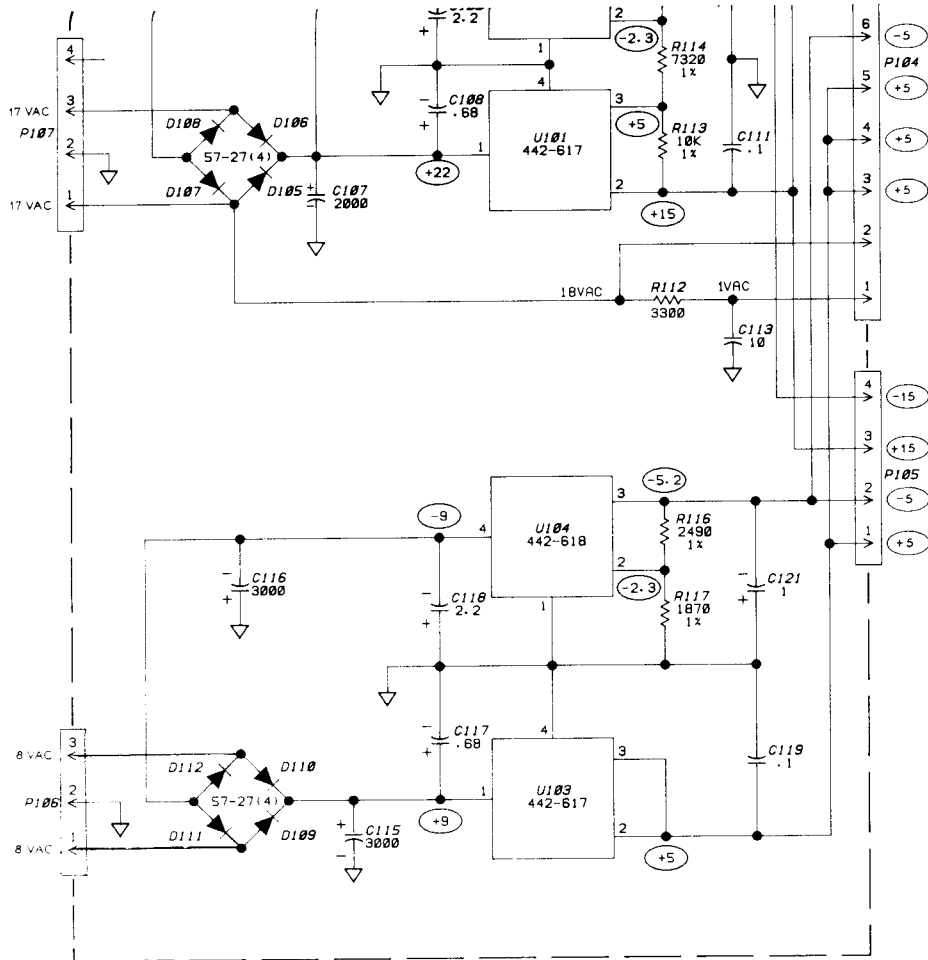 2.2
+
2
-2.3
R114
7320
1%
6
-5
P104
4
1
4
5
+5
17 VAC
3
D108
D106
-
C108
.68
+
3
+5
U101
442-617
R113
10K
1%
C111
.1
4
+5
P107
2
57-27(4)
1
+22
D107
D105
+
C107
2000
2
+15
3
+5
17 VAC
1
2
18VAC
R112
3300
1VAC
1
C113
10
4
-15
3
+15
P105
-9
4
U104
442-618
3
-5.2
R116
2490
1%
2
-5
1
+5
-
C116
3000
+
-
C118
2.2
+
2
-2.3
1
R117
1870
1%
-
C121
1
+
-
C117
.68
+
4
8 VAC
3
D112
D110
3
C119
.1
P106
2
57-27(4)
1
U103
442-617
+9
+
C115
3000
-
D111
D109
2
+5
8 VAC
1